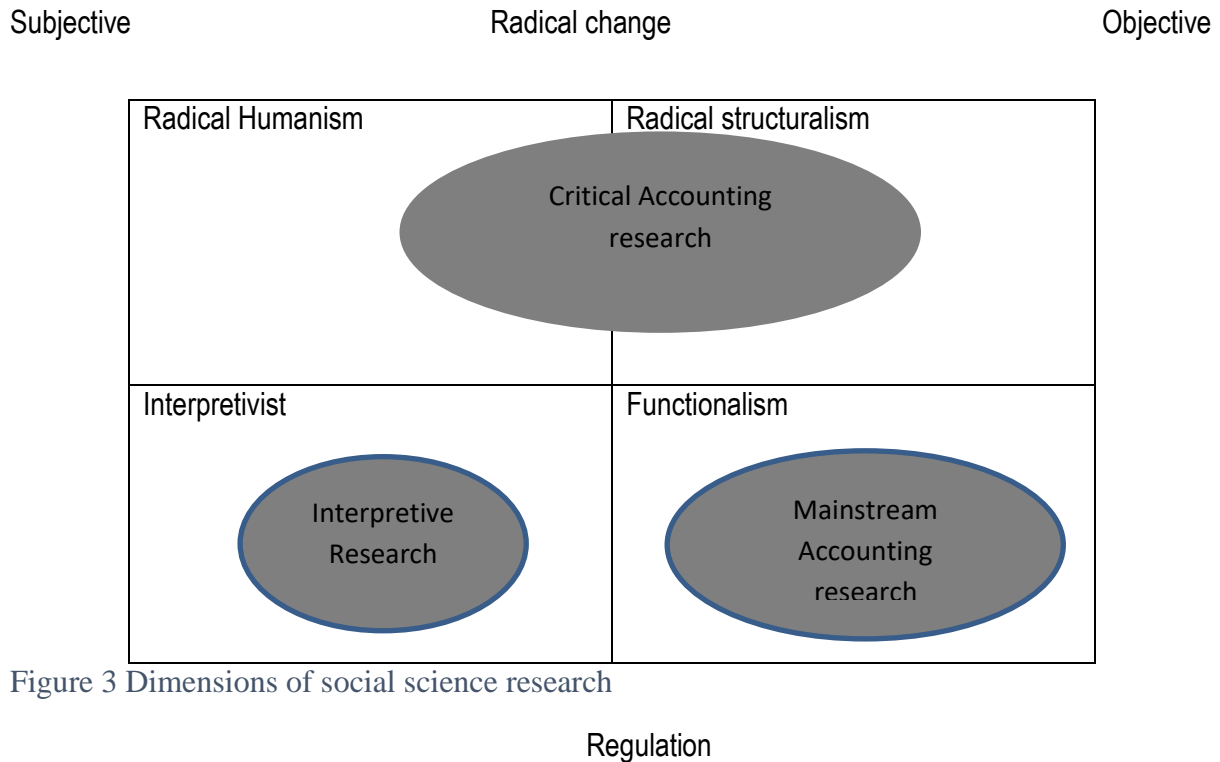 Subjective Radical change Objective
Radical Humanism
Radical structuralism
Critical Accounting
research
Interpretivist
Functionalism
Interpretive
Research
Mainstream
Accounting
research
Figure 3 Dimensions of social science research
Regulation